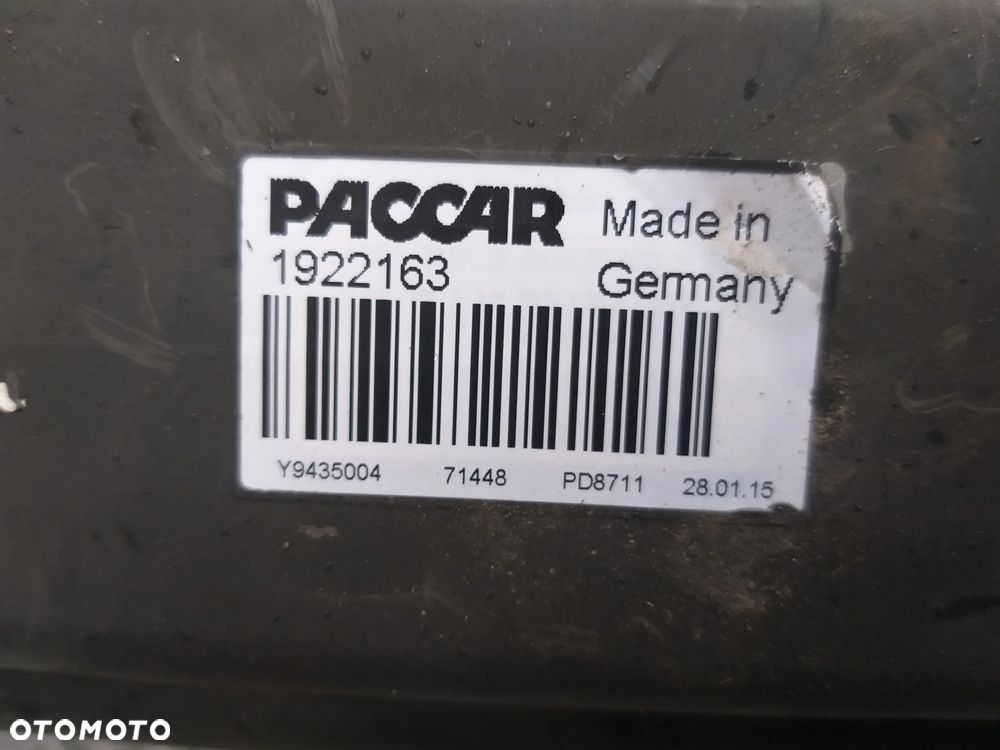 PACCAR Made in
1922163 Germany
Y9435004 71448 PD8711 28.01.15
OTOMOTO